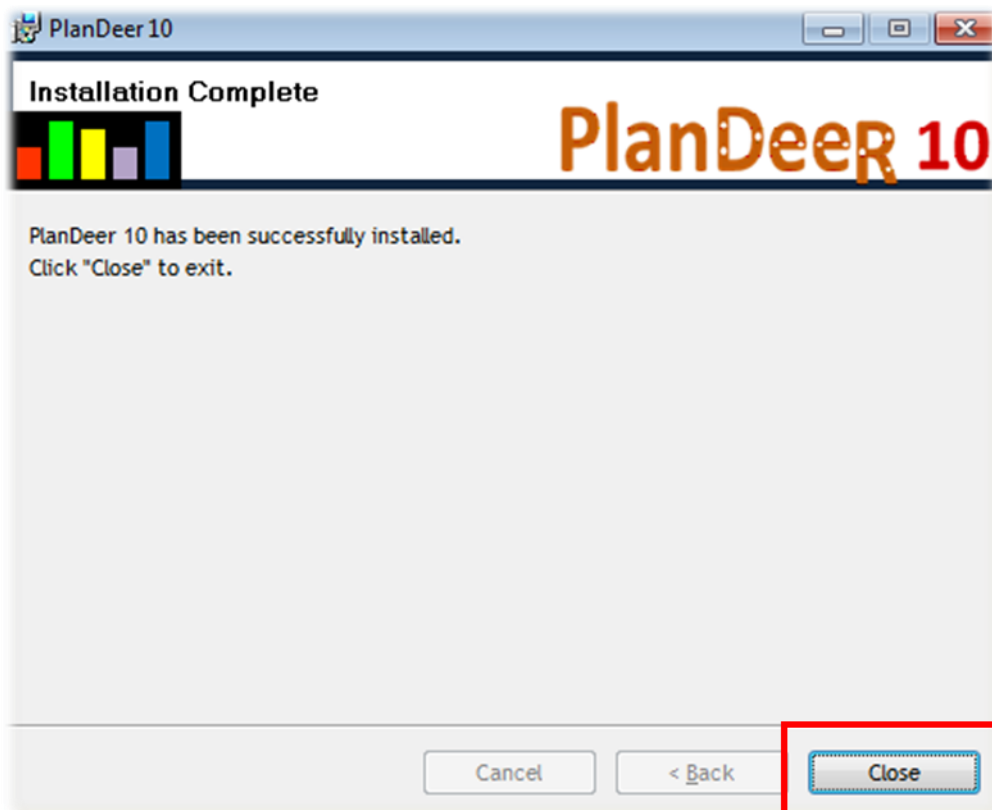 PlanDeer 10
Installation Complete
PlanDeeR 10
PlanDeer 10 has been successfully installed.
Click "Close" to exit.
Cancel
< Back
Close